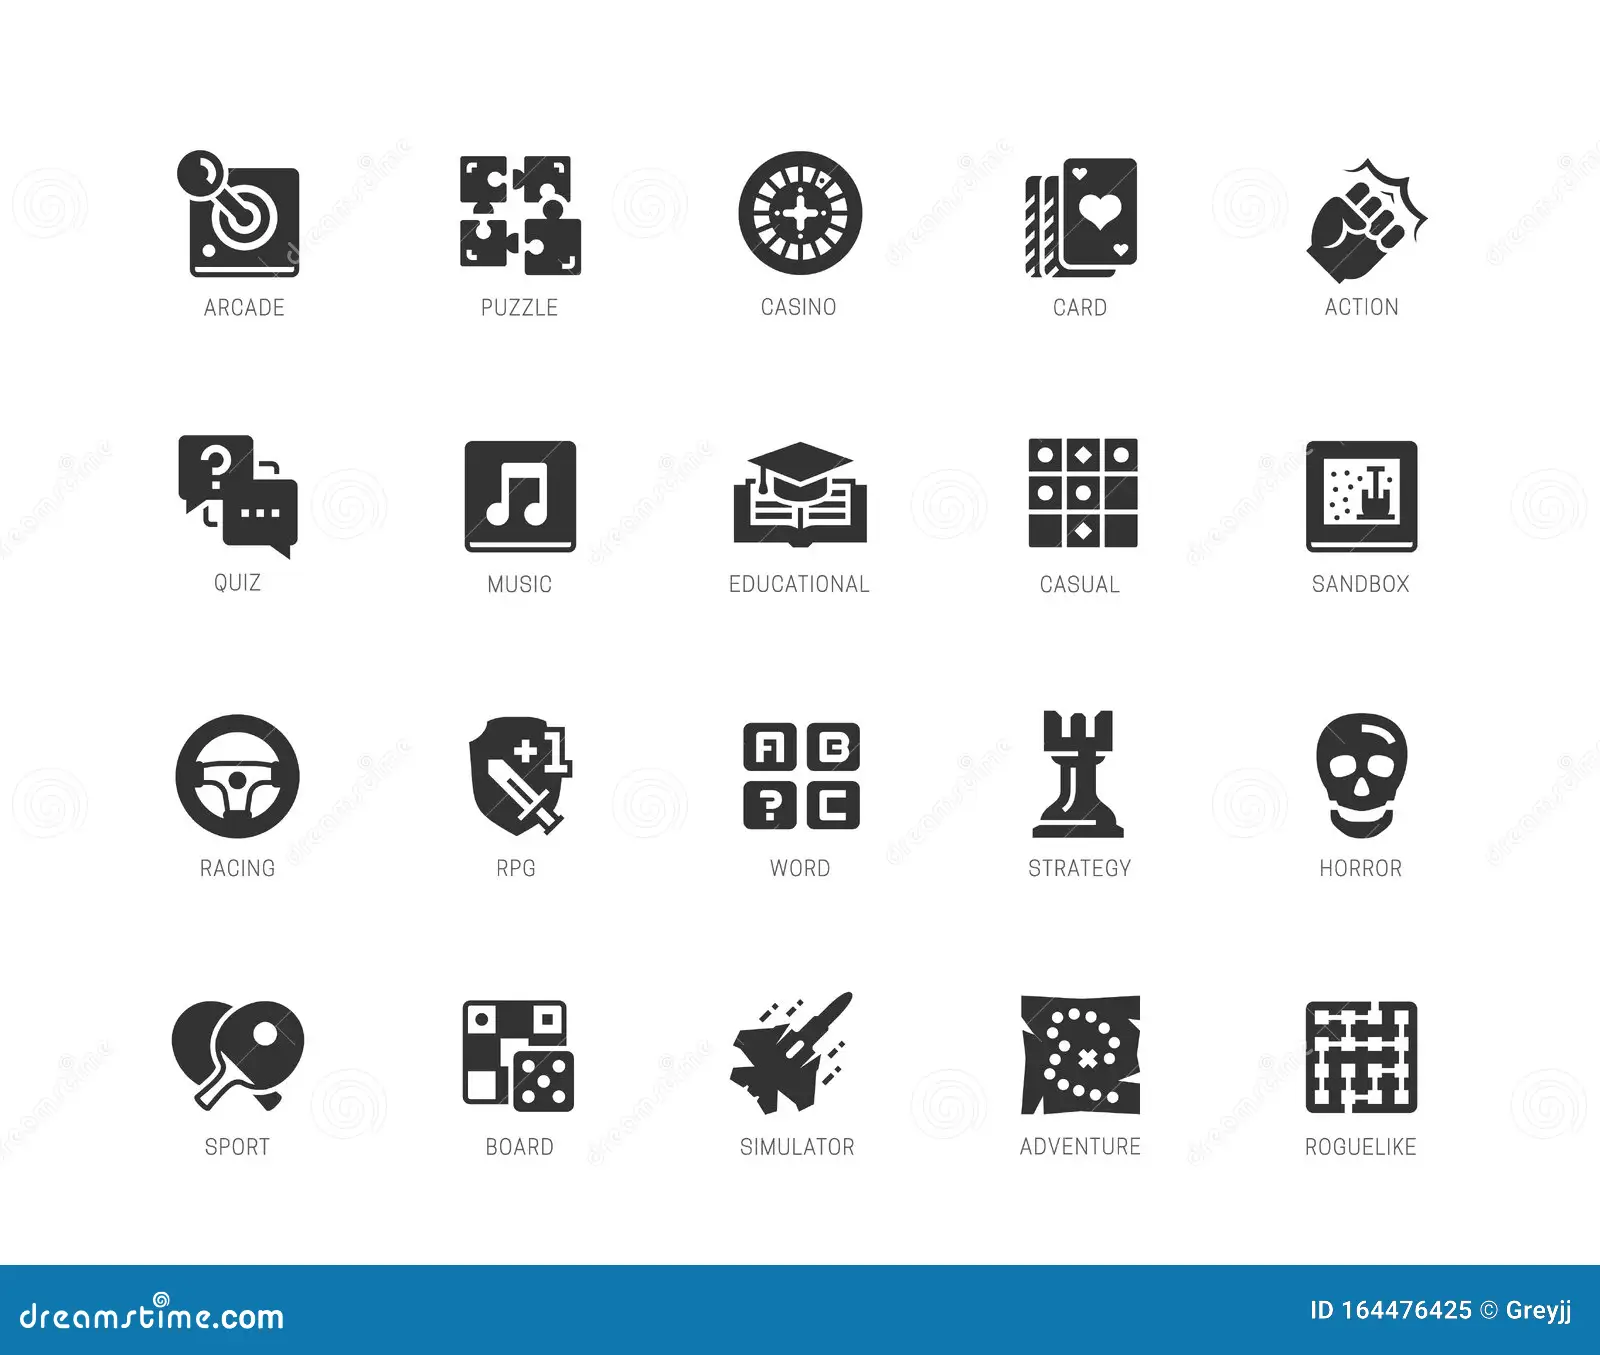 ARCADE PUZZLE CASINO CARD ACTION
?
QUIZ MUSIC EDUCATIONAL CASUAL SANDBOX
+1
A B
? C
RACING RPG WORD STRATEGY HORROR
SPORT BOARD SIMULATOR ADVENTURE ROGUELIKE
dreamstime.com
ID 164476425 © Greyjj